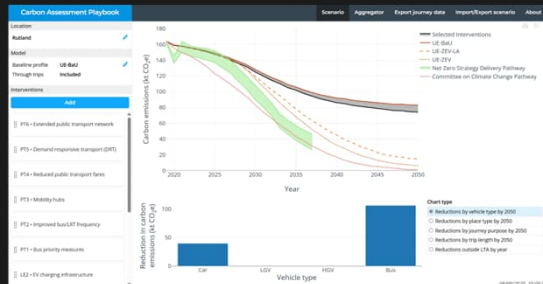 Carbon Assessment Playbook
Scenario Aggregator Export journey data Import/Export scenario About
Location
Rutland
Model
Baseline profile UE-BaU
Through trips Included
Interventions
Add
PT6 • Extended public transport network
PT5 • Demand responsive transport (DRT)
PT4 • Reduced public transport fares
PT3 • Mobility hubs
PT2 • Improved bus/LRT frequency
PT1 • Bus priority measures
LE2 • EV charging infrastructure
Carbon emissions (kt CO₂e)
180
160
140
120
100
80
60
40
20
0
2020 2025 2030 2035 2040 2045 2050
Year
Selected Interventions
UE-BaU
UE-ZEV-LA
UE-ZEV
Net Zero Strategy Delivery Pathway
Committee on Climate Change Pathway
Reduction in carbon
emissions (kt CO₂e)
100
50
0
Car LGV HGV Bus
Vehicle type
Chart type
Reductions by vehicle type by 2050
Reductions by place type by 2050
Reductions by journey purpose by 2050
Reductions by trip length by 2050
Reductions outside LTA by year